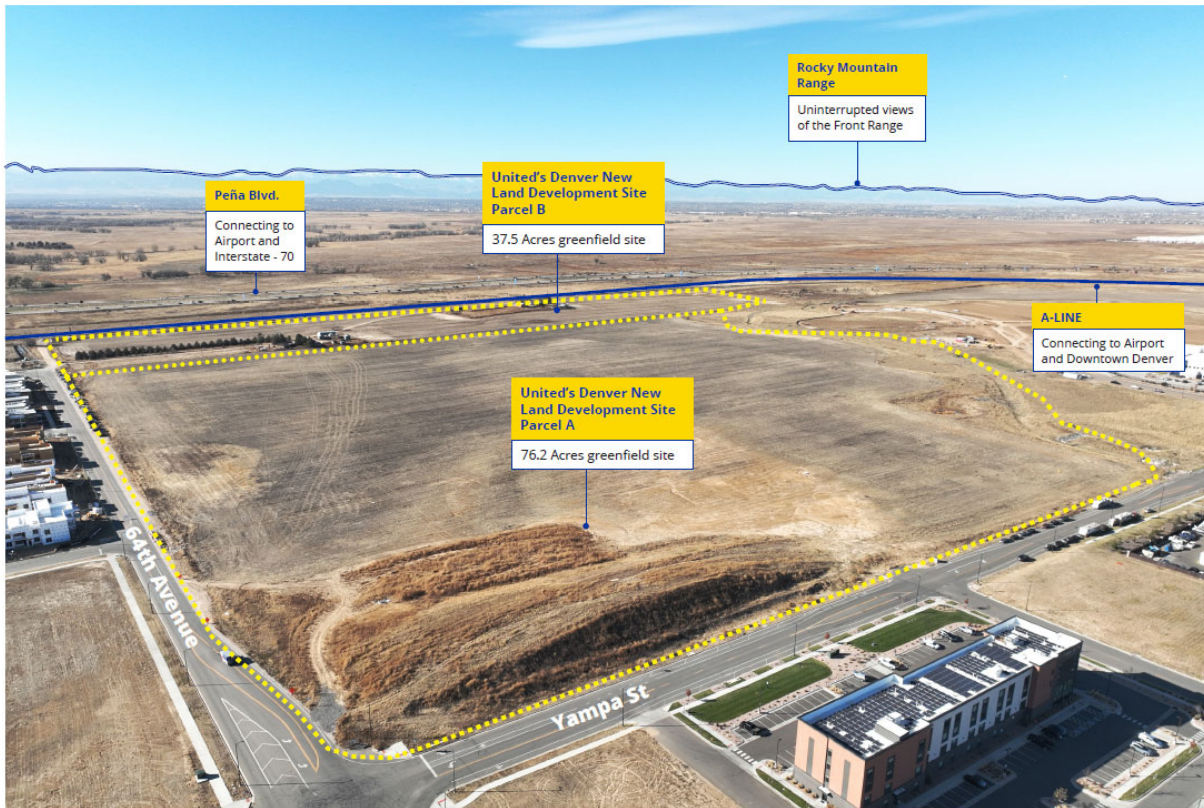 Rocky Mountain
Range
Uninterrupted views
of the Front Range
United's Denver New
Land Development Site
Parcel B
37.5 Acres greenfield site
Peña Blvd.
Connecting to
Airport and
Interstate - 70
A-LINE
Connecting to Airport
and Downtown Denver
United's Denver New
Land Development Site
Parcel A
76.2 Acres greenfield site
64th Avenue
Yampa St